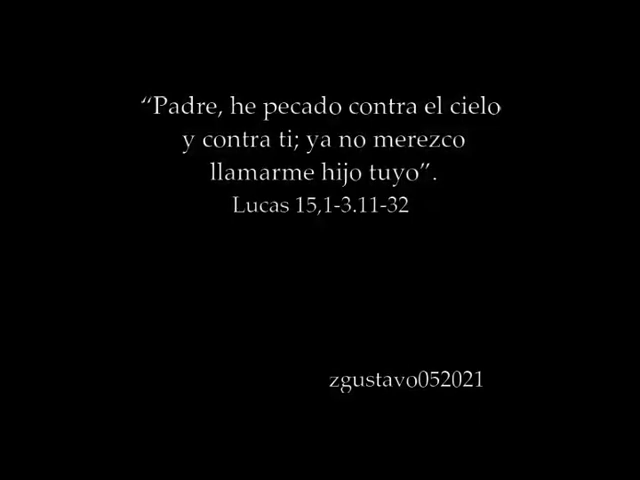 “Padre, he pecado contra el cielo
y contra ti; ya no merezco
llamarme hijo tuyo”.
Lucas 15,1-3.11-32
zgustavo052021